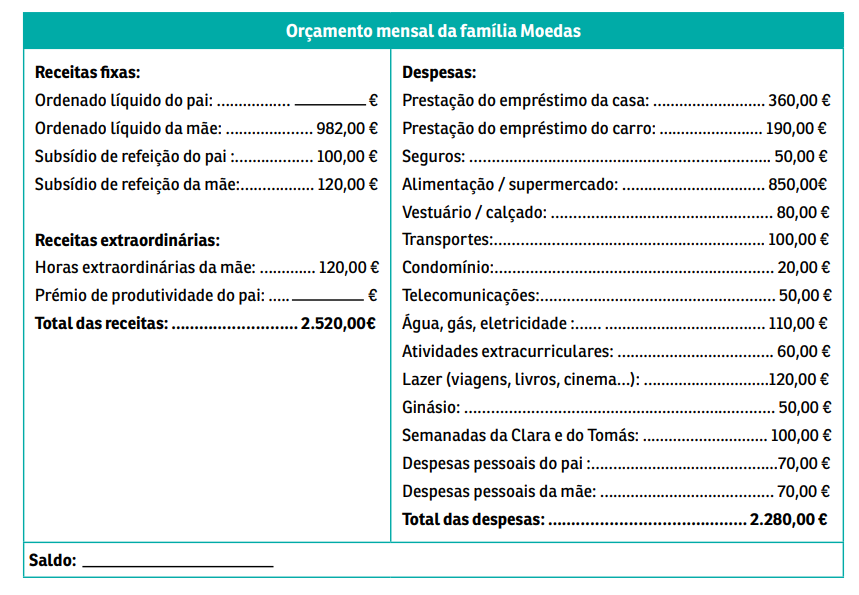 Orçamento mensal da família Moedas
Receitas fixas:
Ordenado líquido do pai: ................. ________ €
Ordenado líquido da mãe: .................... 982,00 €
Subsídio de refeição do pai :.................. 100,00 €
Subsídio de refeição da mãe:................. 120,00 €
Receitas extraordinárias:
Horas extraordinárias da mãe: ............. 120,00 €
Prémio de produtividade do pai: ..... ________ €
Total das receitas: ............................ 2.520,00€
Despesas:
Prestação do empréstimo da casa: .......................... 360,00 €
Prestação do empréstimo do carro: ........................ 190,00 €
Seguros: ...................................................................... 50,00 €
Alimentação / supermercado: ................................. 850,00€
Vestuário / calçado: ................................................... 80,00 €
Transportes:............................................................... 100,00 €
Condomínio:................................................................ 20,00 €
Telecomunicações:...................................................... 50,00 €
Água, gás, eletricidade :...... ..................................... 110,00 €
Atividades extracurriculares: .................................... 60,00 €
Lazer (viagens, livros, cinema...): .............................120,00 €
Ginásio: ........................................................................ 50,00 €
Semanadas da Clara e do Tomás: ............................. 100,00 €
Despesas pessoais do pai :...........................................70,00 €
Despesas pessoais da mãe: ........................................ 70,00 €
Total das despesas: .............................................. 2.280,00 €
Saldo: ____________________